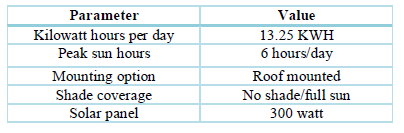 Parameter Value
Kilowatt hours per day 13.25 KWH
Peak sun hours 6 hours/day
Mounting option Roof mounted
Shade coverage No shade/full sun
Solar panel 300 watt